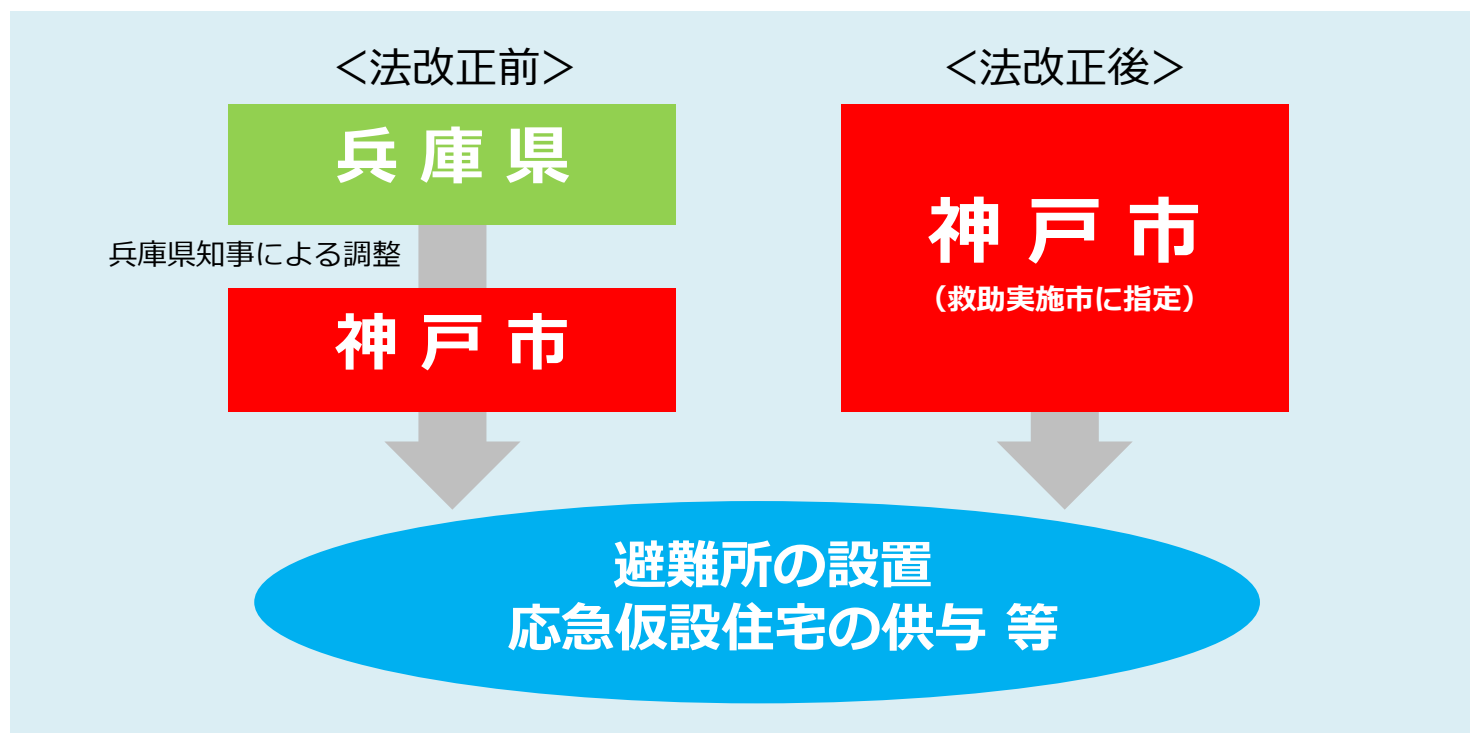 ＜法改正前＞
兵 庫 県
兵庫県知事による調整
神 戸 市
＜法改正後＞
神 戸 市
（救助実施市に指定）
避難所の設置
応急仮設住宅の供与 等